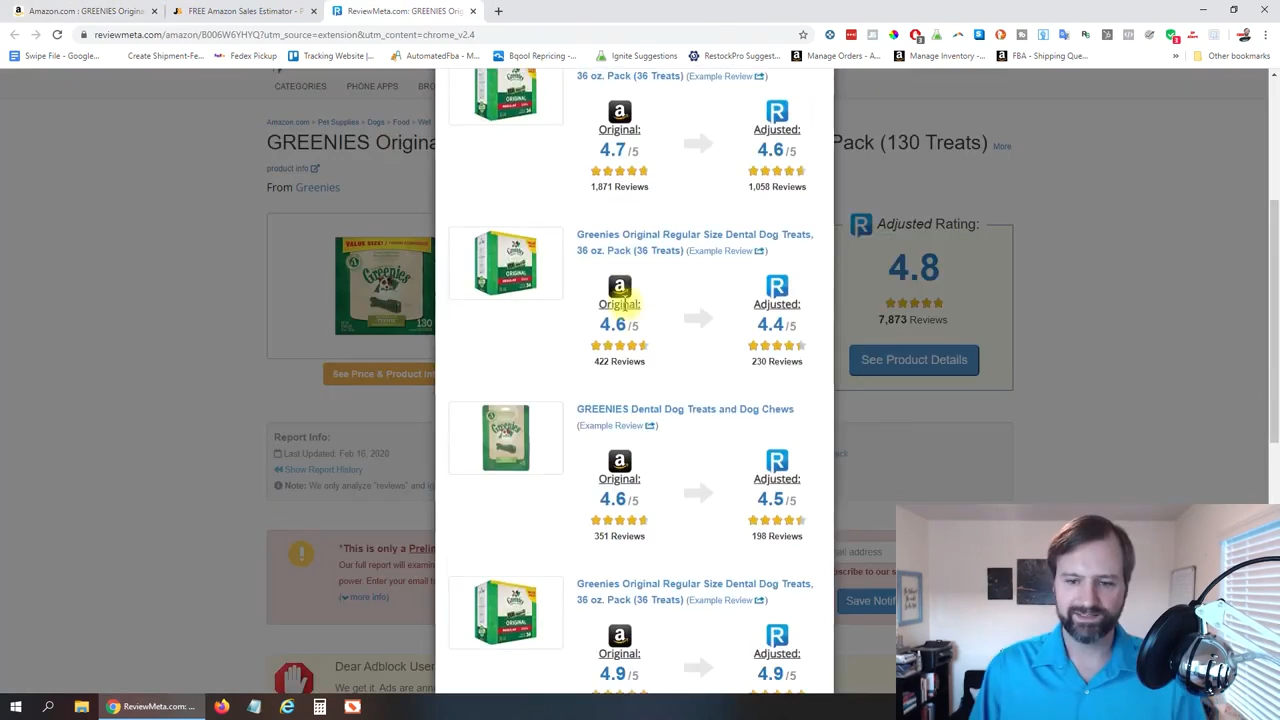 Amazon.com : GREENIES Original
FREE Amazon Sales Estimator - F
ReviewMeta.com: GREENIES Orig
reviewmeta.com/amazon/B006W6YHYQ?utm_source=extension&utm_content=chrome_v2.4
Swipe File - Google...
Create Shipment-Fe...
Fedex Pickup
Tracking Website |...
AutomatedFba - M...
Bqool Repricing -...
Ignite Suggestions
RestockPro Suggest...
Manage Orders - A...
Manage Inventory -...
FBA - Shipping Que...
Other bookmarks
CATEGORIES
PHONE APPS
BRO
36 oz. Pack (36 Treats) (Example Review)
Amazon.com
Pet Supplies
Dogs
Food
Wet
GREENIES Origina
Pack (130 Treats)
More
product info
From Greenies
Original:
Adjusted:
4.7 /5
4.6 /5
1,871 Reviews
1,058 Reviews
Adjusted Rating:
4.8
7,873 Reviews
See Product Details
VALUE SIZE!
Greenies
130
See Price & Product Inf
Greenies Original Regular Size Dental Dog Treats,
36 oz. Pack (36 Treats) (Example Review)
Original:
Adjusted:
4.6 /5
4.4 /5
422 Reviews
230 Reviews
Report Info:
Last Updated: Feb 16, 2020
Show Report History
Note: We only analyze "reviews" and ig
GREENIES Dental Dog Treats and Dog Chews
(Example Review)
Original:
Adjusted:
4.6 /5
4.5 /5
351 Reviews
198 Reviews
*This is only a Prelim
Our full report will examin
power. Enter your email to
(more info)
ail address
bscribe to our s
Save Notif
Greenies Original Regular Size Dental Dog Treats,
36 oz. Pack (36 Treats) (Example Review)
Original:
Adjusted:
4.9 /5
4.9 /5
Dear Adblock User
We get it. Ads are anno
ReviewMeta.com: ...